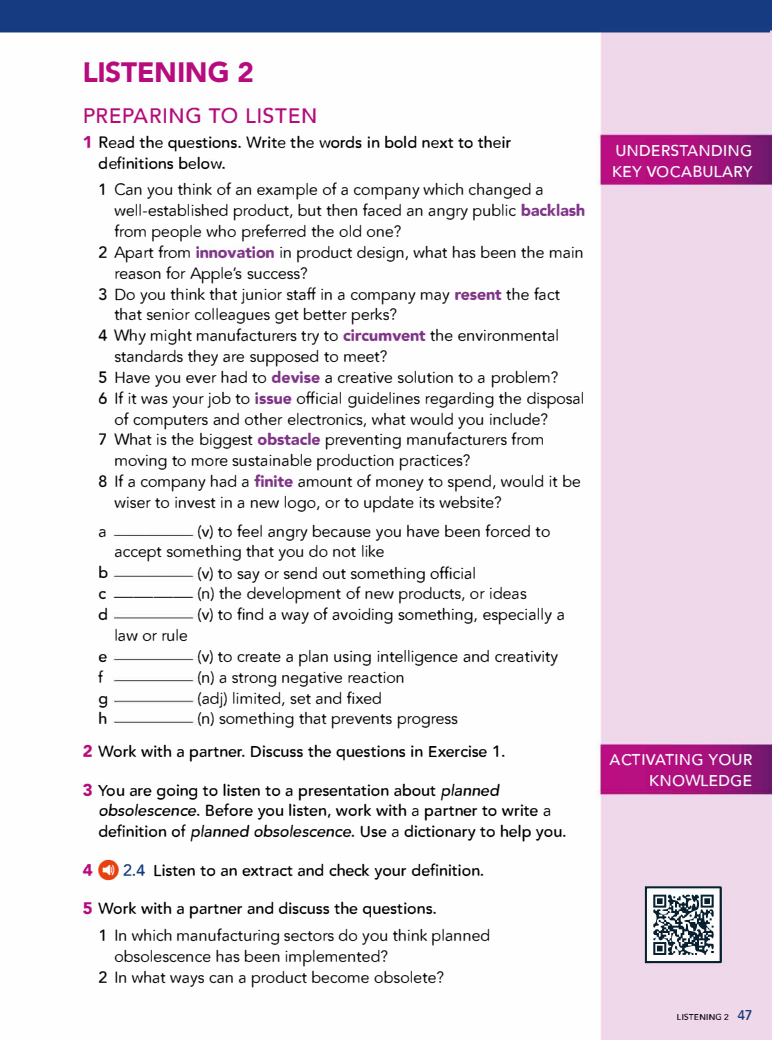 LISTENING 2
PREPARING TO LISTEN
1 Read the questions. Write the words in bold next to their
definitions below.
1 Can you think of an example of a company which changed a
well-established product, but then faced an angry public backlash
from people who preferred the old one?
2 Apart from innovation in product design, what has been the main
reason for Apple's success?
3 Do you think that junior staff in a company may resent the fact
that senior colleagues get better perks?
4 Why might manufacturers try to circumvent the environmental
standards they are supposed to meet?
5 Have you ever had to devise a creative solution to a problem?
6 If it was your job to issue official guidelines regarding the disposal
of computers and other electronics, what would you include?
7 What is the biggest obstacle preventing manufacturers from
moving to more sustainable production practices?
8 If a company had a finite amount of money to spend, would it be
wiser to invest in a new logo, or to update its website?
a __________ (v) to feel angry because you have been forced to
accept something that you do not like
b __________ (v) to say or send out something official
c __________ (n) the development of new products, or ideas
d __________ (v) to find a way of avoiding something, especially a
law or rule
e __________ (v) to create a plan using intelligence and creativity
f __________ (n) a strong negative reaction
g __________ (adj) limited, set and fixed
h __________ (n) something that prevents progress
2 Work with a partner. Discuss the questions in Exercise 1.
3 You are going to listen to a presentation about planned
obsolescence. Before you listen, work with a partner to write a
definition of planned obsolescence. Use a dictionary to help you.
4 2.4 Listen to an extract and check your definition.
5 Work with a partner and discuss the questions.
1 In which manufacturing sectors do you think planned
obsolescence has been implemented?
2 In what ways can a product become obsolete?
UNDERSTANDING
KEY VOCABULARY
ACTIVATING YOUR
KNOWLEDGE
LISTENING 2 47